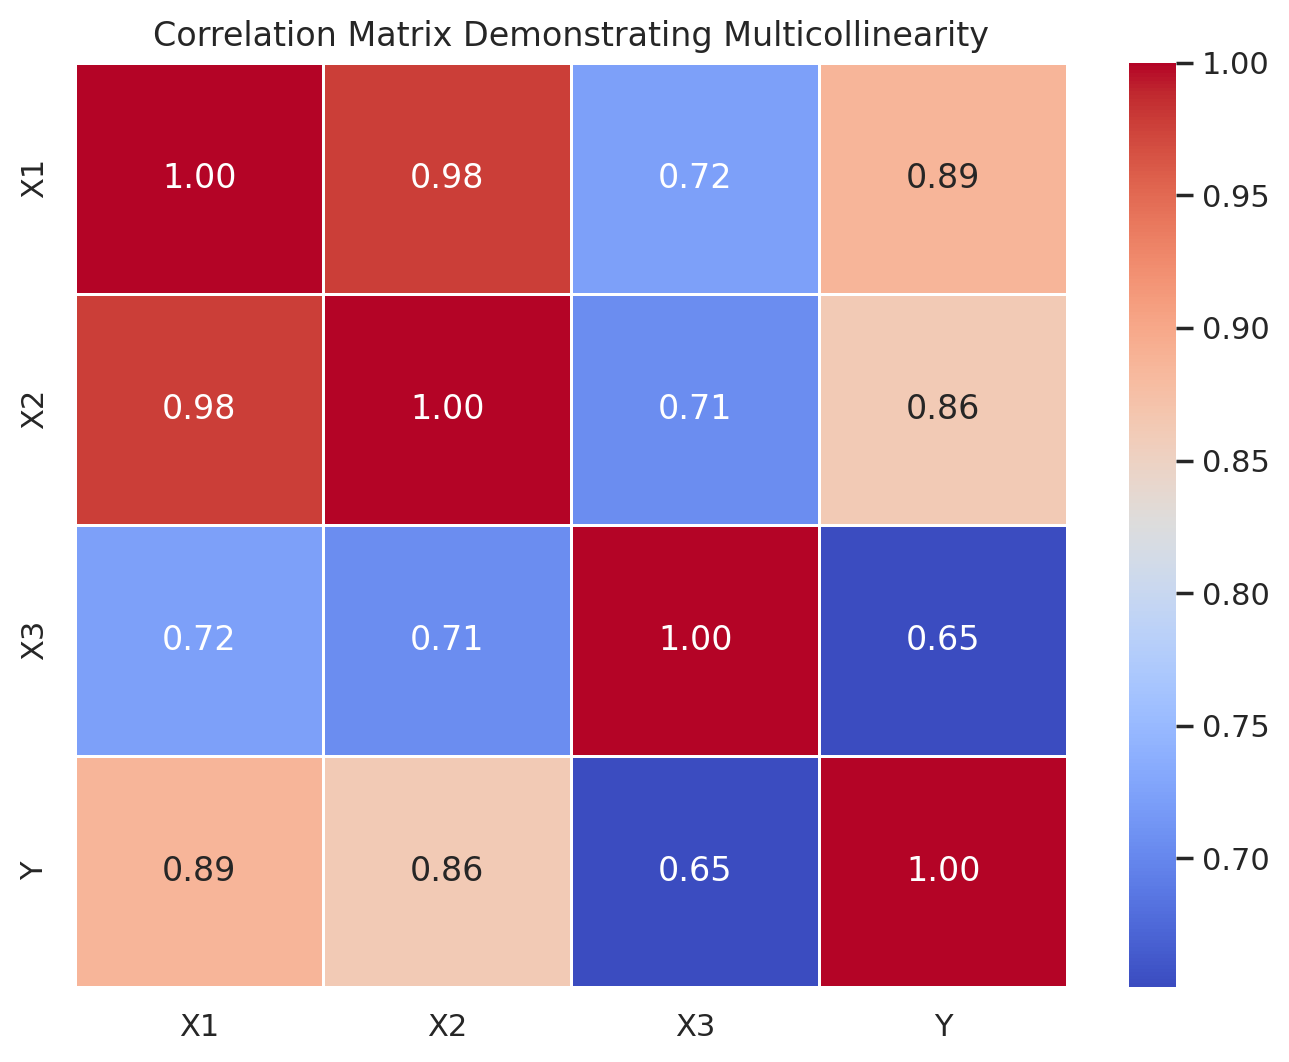 Correlation Matrix Demonstrating Multicollinearity
X1 1.00 0.98 0.72 0.89
X2 0.98 1.00 0.71 0.86
X3 0.72 0.71 1.00 0.65
Y 0.89 0.86 0.65 1.00
X1 X2 X3 Y
1.00
0.95
0.90
0.85
0.80
0.75
0.70